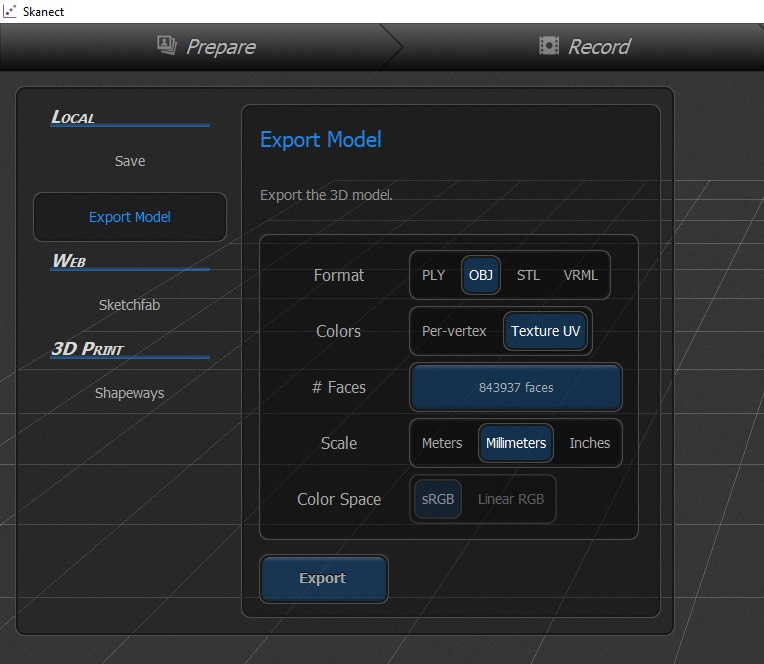 Skanect
Prepare
Record
Local
Save
Export Model
Web
Sketchfab
3D Print
Shapeways
Export Model
Export the 3D model.
Format PLY OBJ STL VRML
Colors Per-vertex Texture UV
# Faces 843937 faces
Scale Meters Millimeters Inches
Color Space sRGB Linear RGB
Export